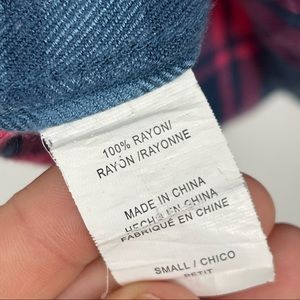 100% RAYON/
RAYÓN /RAYONNE
MADE IN CHINA
HECHO EN CHINA
FABRIQUÉ EN CHINE
SMALL / CHICO
PETIT